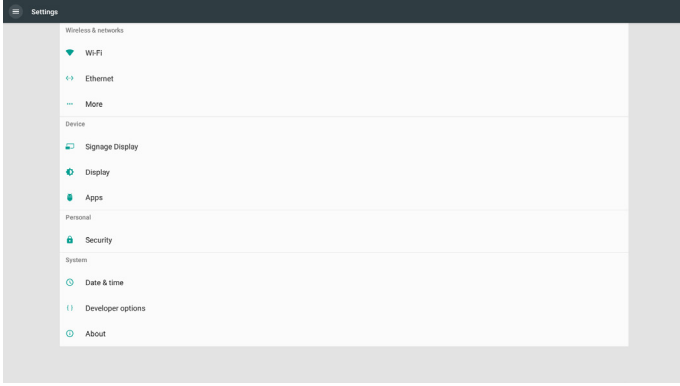 Settings
Wireless & networks
Wi-Fi
Ethernet
More
Device
Signage Display
Display
Apps
Personal
Security
System
Date & time
Developer options
About